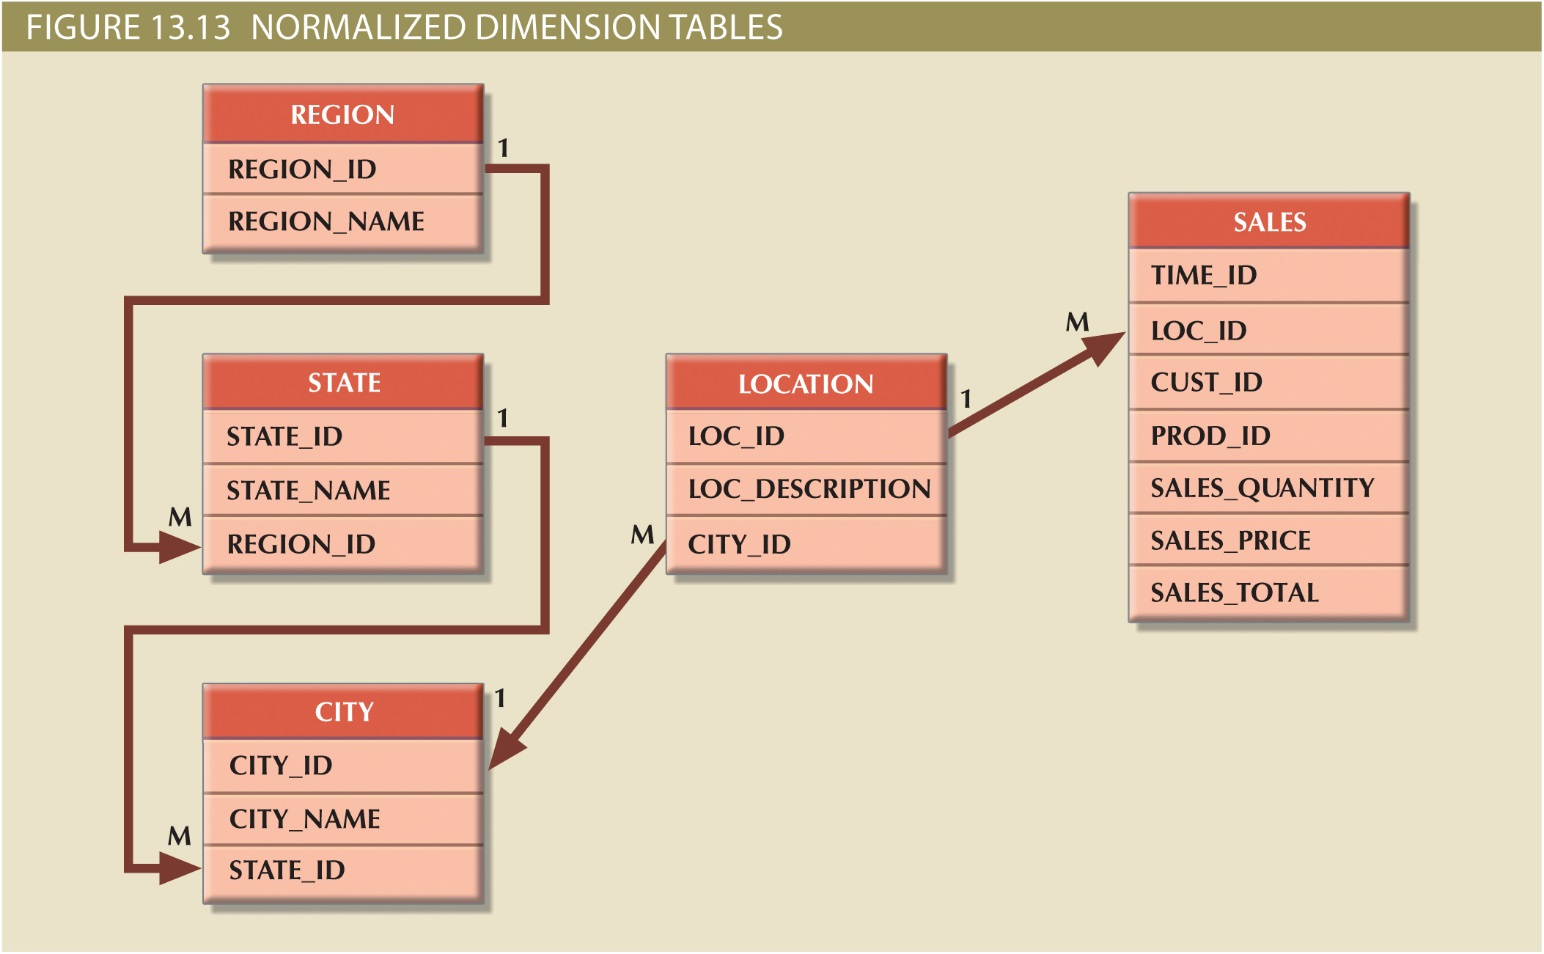 FIGURE 13.13 NORMALIZED DIMENSION TABLES
REGION
REGION_ID
REGION_NAME
1
STATE
STATE_ID
STATE_NAME
REGION_ID
1
M
CITY
CITY_ID
CITY_NAME
STATE_ID
1
M
LOCATION
LOC_ID
LOC_DESCRIPTION
CITY_ID
1
M
SALES
TIME_ID
LOC_ID
CUST_ID
PROD_ID
SALES_QUANTITY
SALES_PRICE
SALES_TOTAL
M